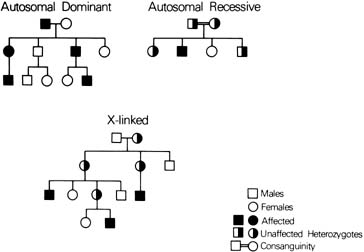 Autosomal Dominant
Autosomal Recessive
X-linked
Males
Females
Affected
Unaffected Heterozygotes
Consanguinity